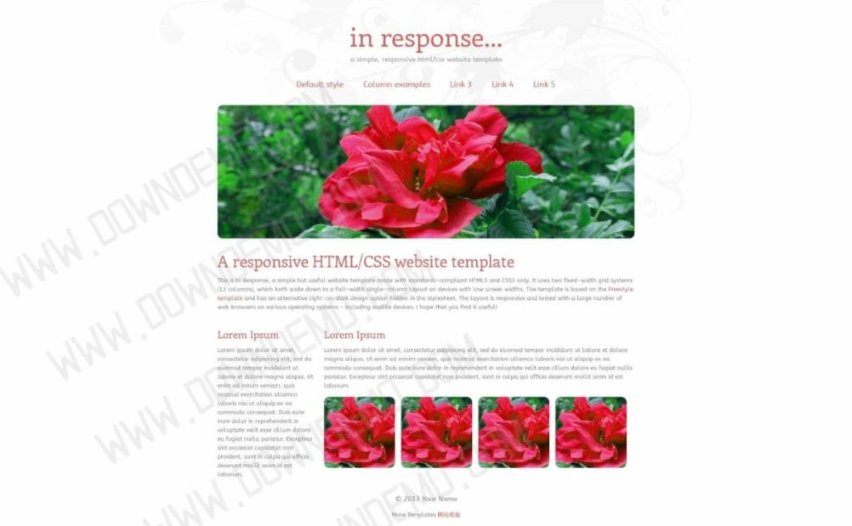 in response...
a simple, responsive html/css website template
Default style Column examples Link 3 Link 4 Link 5
A responsive HTML/CSS website template
This is In Response, a simple but useful website template made with standards-compliant HTML5 and CSS3 only. It uses two fixed-width grid systems
(12 columns), which both scale down to a full-width single-column layout on devices with low screen widths. The template is based on the Freestyle
template and has an alternative light-on-dark design option hidden in the stylesheet. The layout is responsive and tested with a large number of
web browsers on various operating systems - including mobile devices. I hope that you find it useful!
Lorem Ipsum
Lorem ipsum dolor sit amet,
consectetur adipisicing elit, sed do
eiusmod tempor incididunt ut
labore et dolore magna aliqua. Ut
enim ad minim veniam, quis
nostrud exercitation ullamco
laboris nisi ut aliquip ex ea
commodo consequat. Duis aute
irure dolor in reprehenderit in
voluptate velit esse cillum dolore
eu fugiat nulla pariatur. Excepteur
sint occaecat cupidatat non
proident, sunt in culpa qui officia
deserunt mollit anim id est
laborum.
Lorem Ipsum
Lorem ipsum dolor sit amet, consectetur adipisicing elit, sed do eiusmod tempor incididunt ut labore et dolore
magna aliqua. Ut enim ad minim veniam, quis nostrud exercitation ullamco laboris nisi ut aliquip ex ea commodo
consequat. Duis aute irure dolor in reprehenderit in voluptate velit esse cillum dolore eu fugiat nulla
pariatur. Excepteur sint occaecat cupidatat non proident, sunt in culpa qui officia deserunt mollit anim id est
laborum.
© 2013 Your Name
More Templates 网站模板
WWW.DOWNDEMO.COM
WWW.DOWNDEMO.COM
WWW.DOWNDEMO.COM
WWW.DOWNDEMO.COM